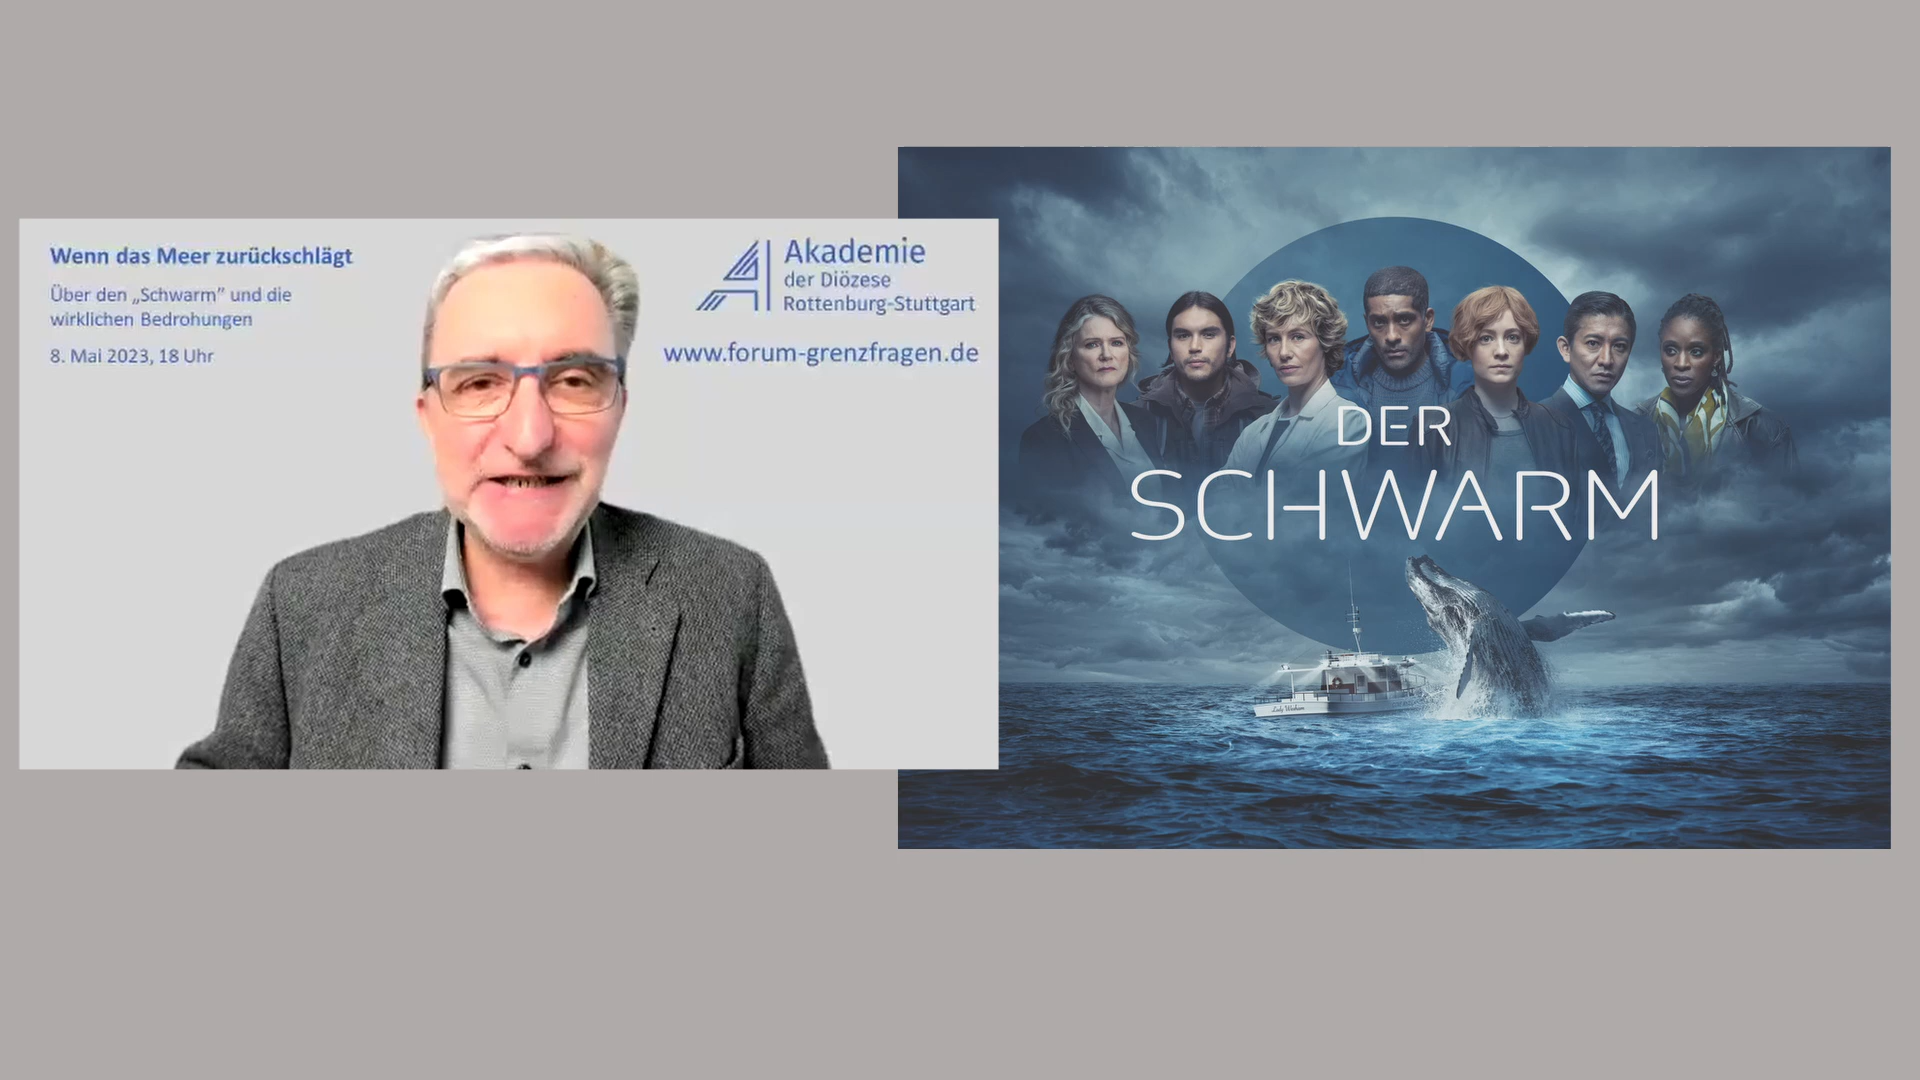 Wenn das Meer zurückschlägt
Über den „Schwarm” und die
wirklichen Bedrohungen
8. Mai 2023, 18 Uhr
Akademie
der Diözese
Rottenburg-Stuttgart
www.forum-grenzfragen.de
DER
SCHWARM